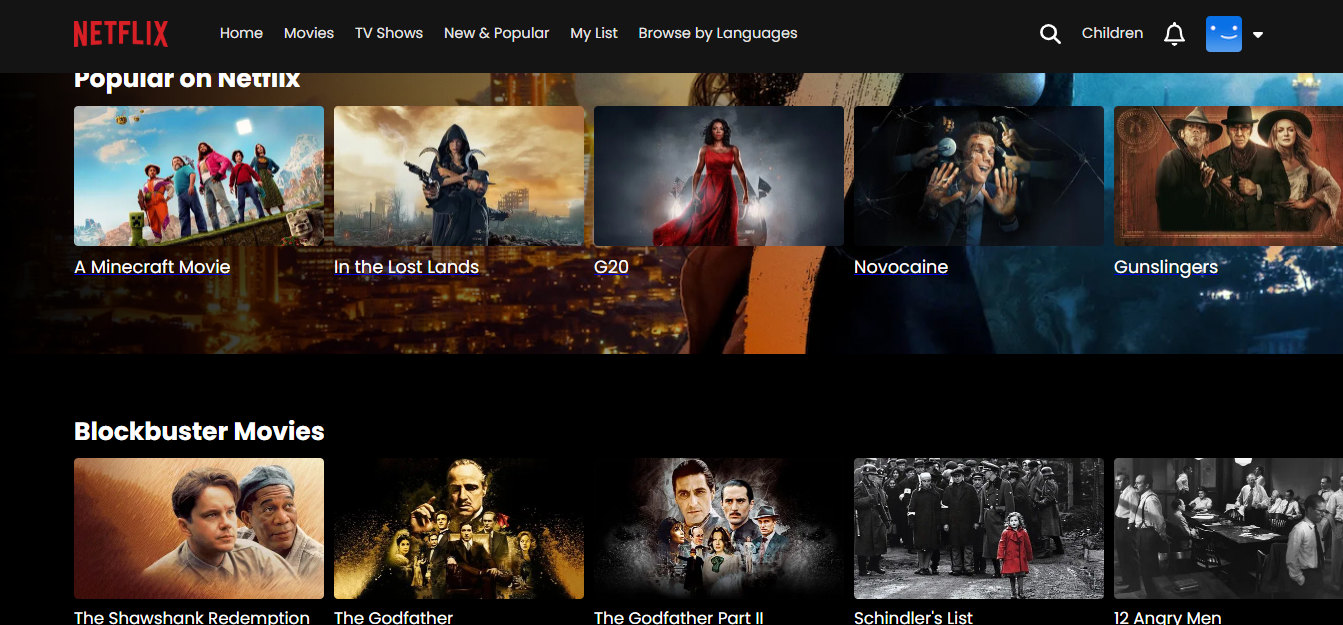 NETFLIX
Home Movies TV Shows New & Popular My List Browse by Languages Children
Popular on Netflix
A Minecraft Movie In the Lost Lands G20 Novocaine Gunslingers
Blockbuster Movies
The Shawshank Redemption The Godfather The Godfather Part II Schindler's List 12 Angry Men